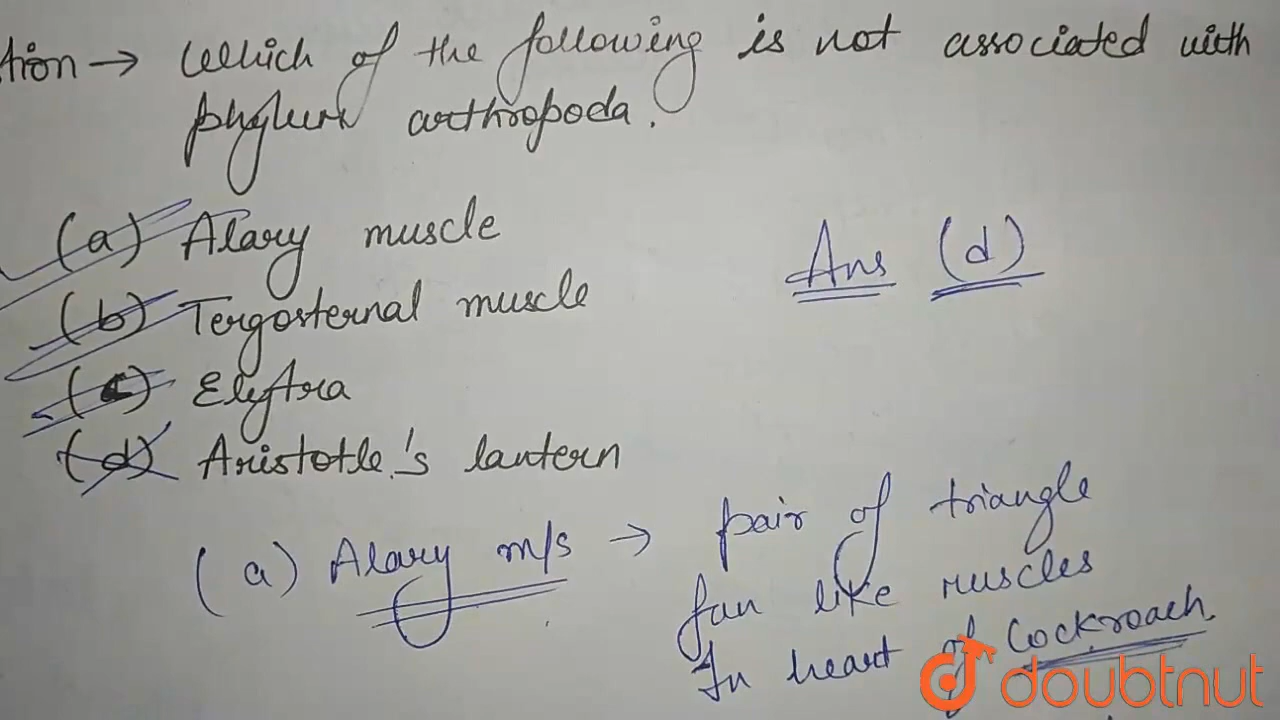 tion → Which of the following is not associated with
phylum arthropoda.
(a) Alary muscle
(b) Tergosternal muscle
(c) Elytra
(d) Aristotle's lantern
Ans (d)
(a) Alary m/s → pair of triangle
fan like muscles
In heart of Cockroach.
doubtnut